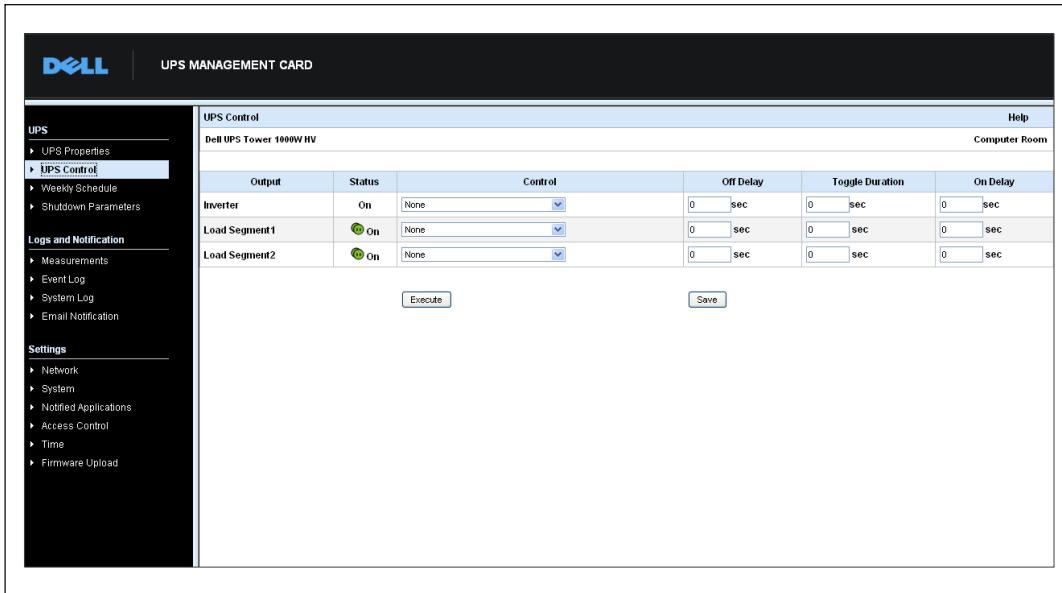 DELL
UPS MANAGEMENT CARD
UPS
UPS Properties
UPS Control
Weekly Schedule
Shutdown Parameters
Logs and Notification
Measurements
Event Log
System Log
Email Notification
Settings
Network
System
Notified Applications
Access Control
Time
Firmware Upload
UPS Control Help
Dell UPS Tower 1000W HV Computer Room
Output Status Control Off Delay Toggle Duration On Delay
Inverter On None 0 sec 0 sec 0 sec
Load Segment1 On None 0 sec 0 sec 0 sec
Load Segment2 On None 0 sec 0 sec 0 sec
Execute Save